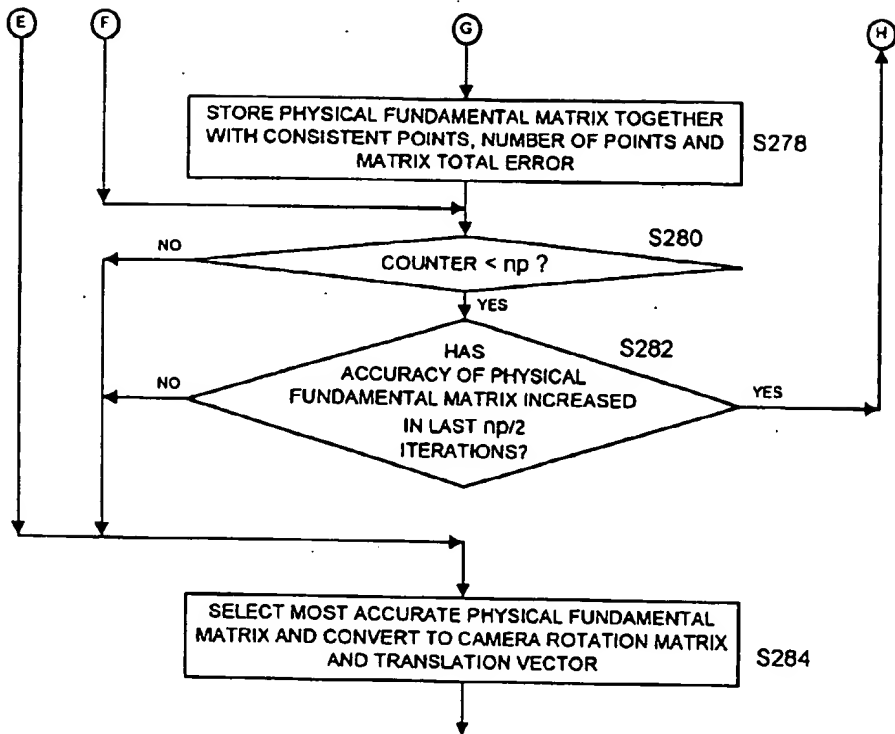 E
F
G
H
STORE PHYSICAL FUNDAMENTAL MATRIX TOGETHER
WITH CONSISTENT POINTS, NUMBER OF POINTS AND
MATRIX TOTAL ERROR
S278
S280
NO
COUNTER < np ?
YES
S282
HAS
ACCURACY OF PHYSICAL
FUNDAMENTAL MATRIX INCREASED
IN LAST np/2
ITERATIONS?
NO
YES
SELECT MOST ACCURATE PHYSICAL FUNDAMENTAL
MATRIX AND CONVERT TO CAMERA ROTATION MATRIX
AND TRANSLATION VECTOR
S284